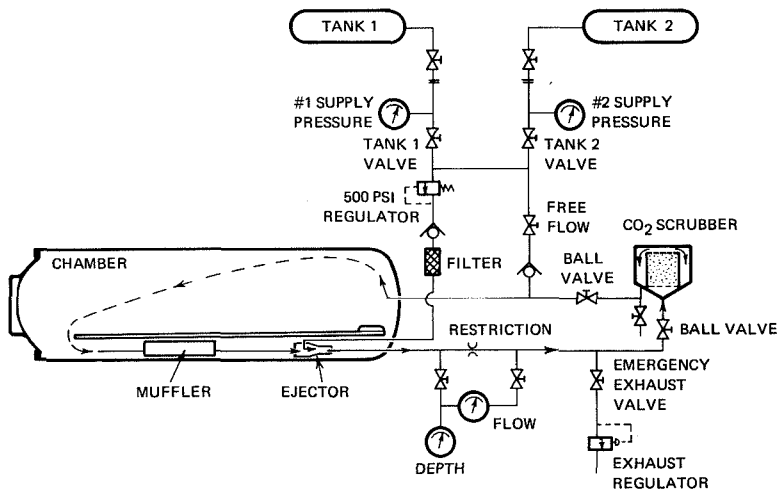 TANK 1
TANK 2
#1 SUPPLY
PRESSURE
#2 SUPPLY
PRESSURE
TANK 1
VALVE
TANK 2
VALVE
500 PSI
REGULATOR
FREE
FLOW
CO2 SCRUBBER
CHAMBER
FILTER
BALL
VALVE
RESTRICTION
BALL VALVE
MUFFLER
EJECTOR
EMERGENCY
EXHAUST
VALVE
FLOW
DEPTH
EXHAUST
REGULATOR